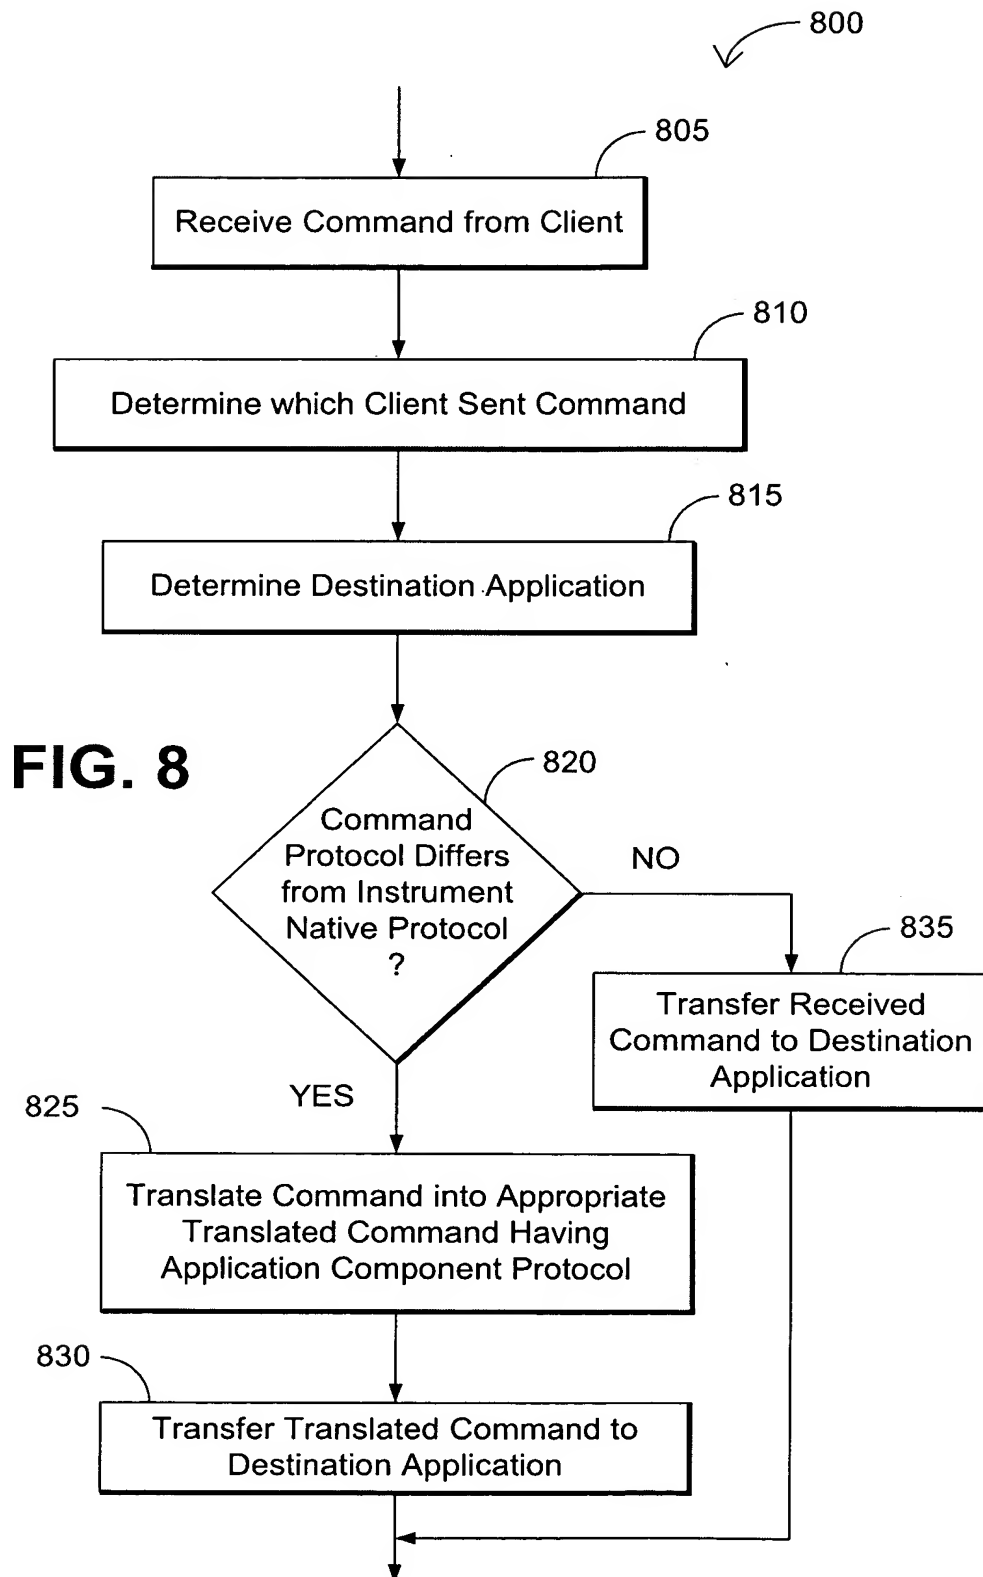 800
805
Receive Command from Client
810
Determine which Client Sent Command
815
Determine Destination Application
FIG. 8
820
Command
Protocol Differs
from Instrument
Native Protocol
?
NO
835
Transfer Received
Command to Destination
Application
YES
825
Translate Command into Appropriate
Translated Command Having
Application Component Protocol
830
Transfer Translated Command to
Destination Application